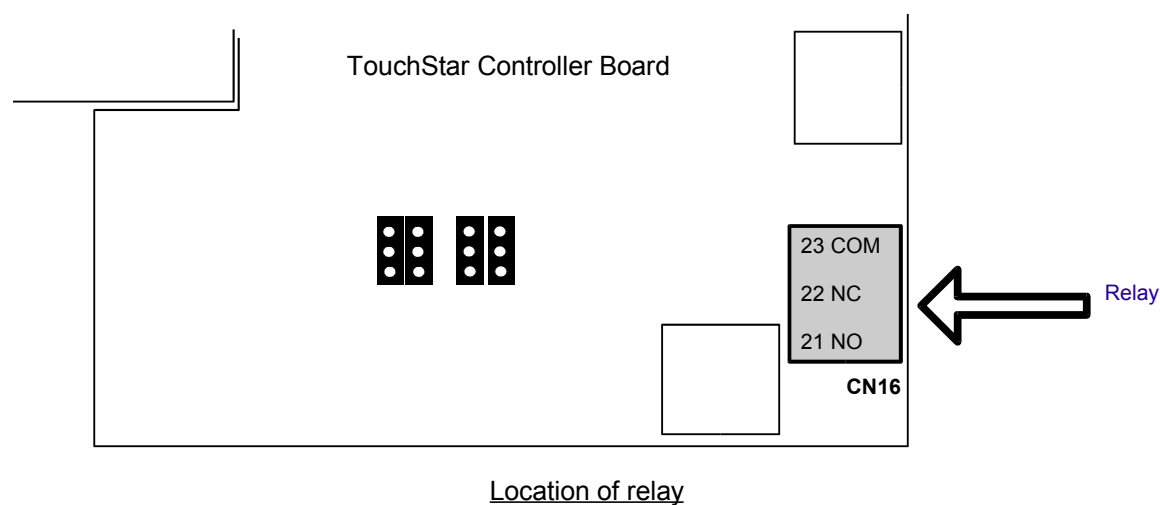 TouchStar Controller Board
23 COM
22 NC
Relay
21 NO
CN16
Location of relay